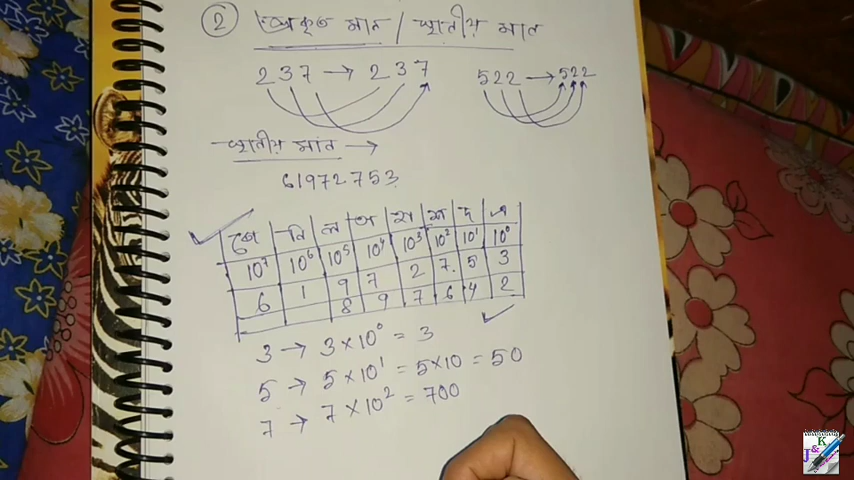 2 প্রকৃত মান / স্থানীয় মান
237 → 237 522 → 522
স্থানীয় মান →
61972753
কো নি ল অ স শ দ এ
10⁷ 10⁶ 10⁵ 10⁴ 10³ 10² 10¹ 10⁰
6 1 9 7 2 7 5 3
8 9 7 6 4 2
3 → 3×10⁰ = 3
5 → 5×10¹ = 5×10 = 50
7 → 7×10² = 700
J&K